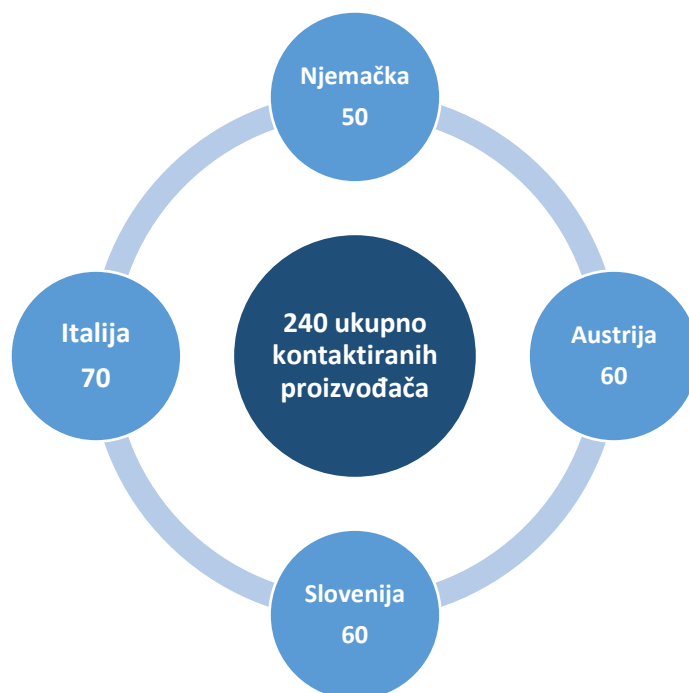 Njemačka
50
Italija
70
240 ukupno
kontaktiranih
proizvođača
Austrija
60
Slovenija
60